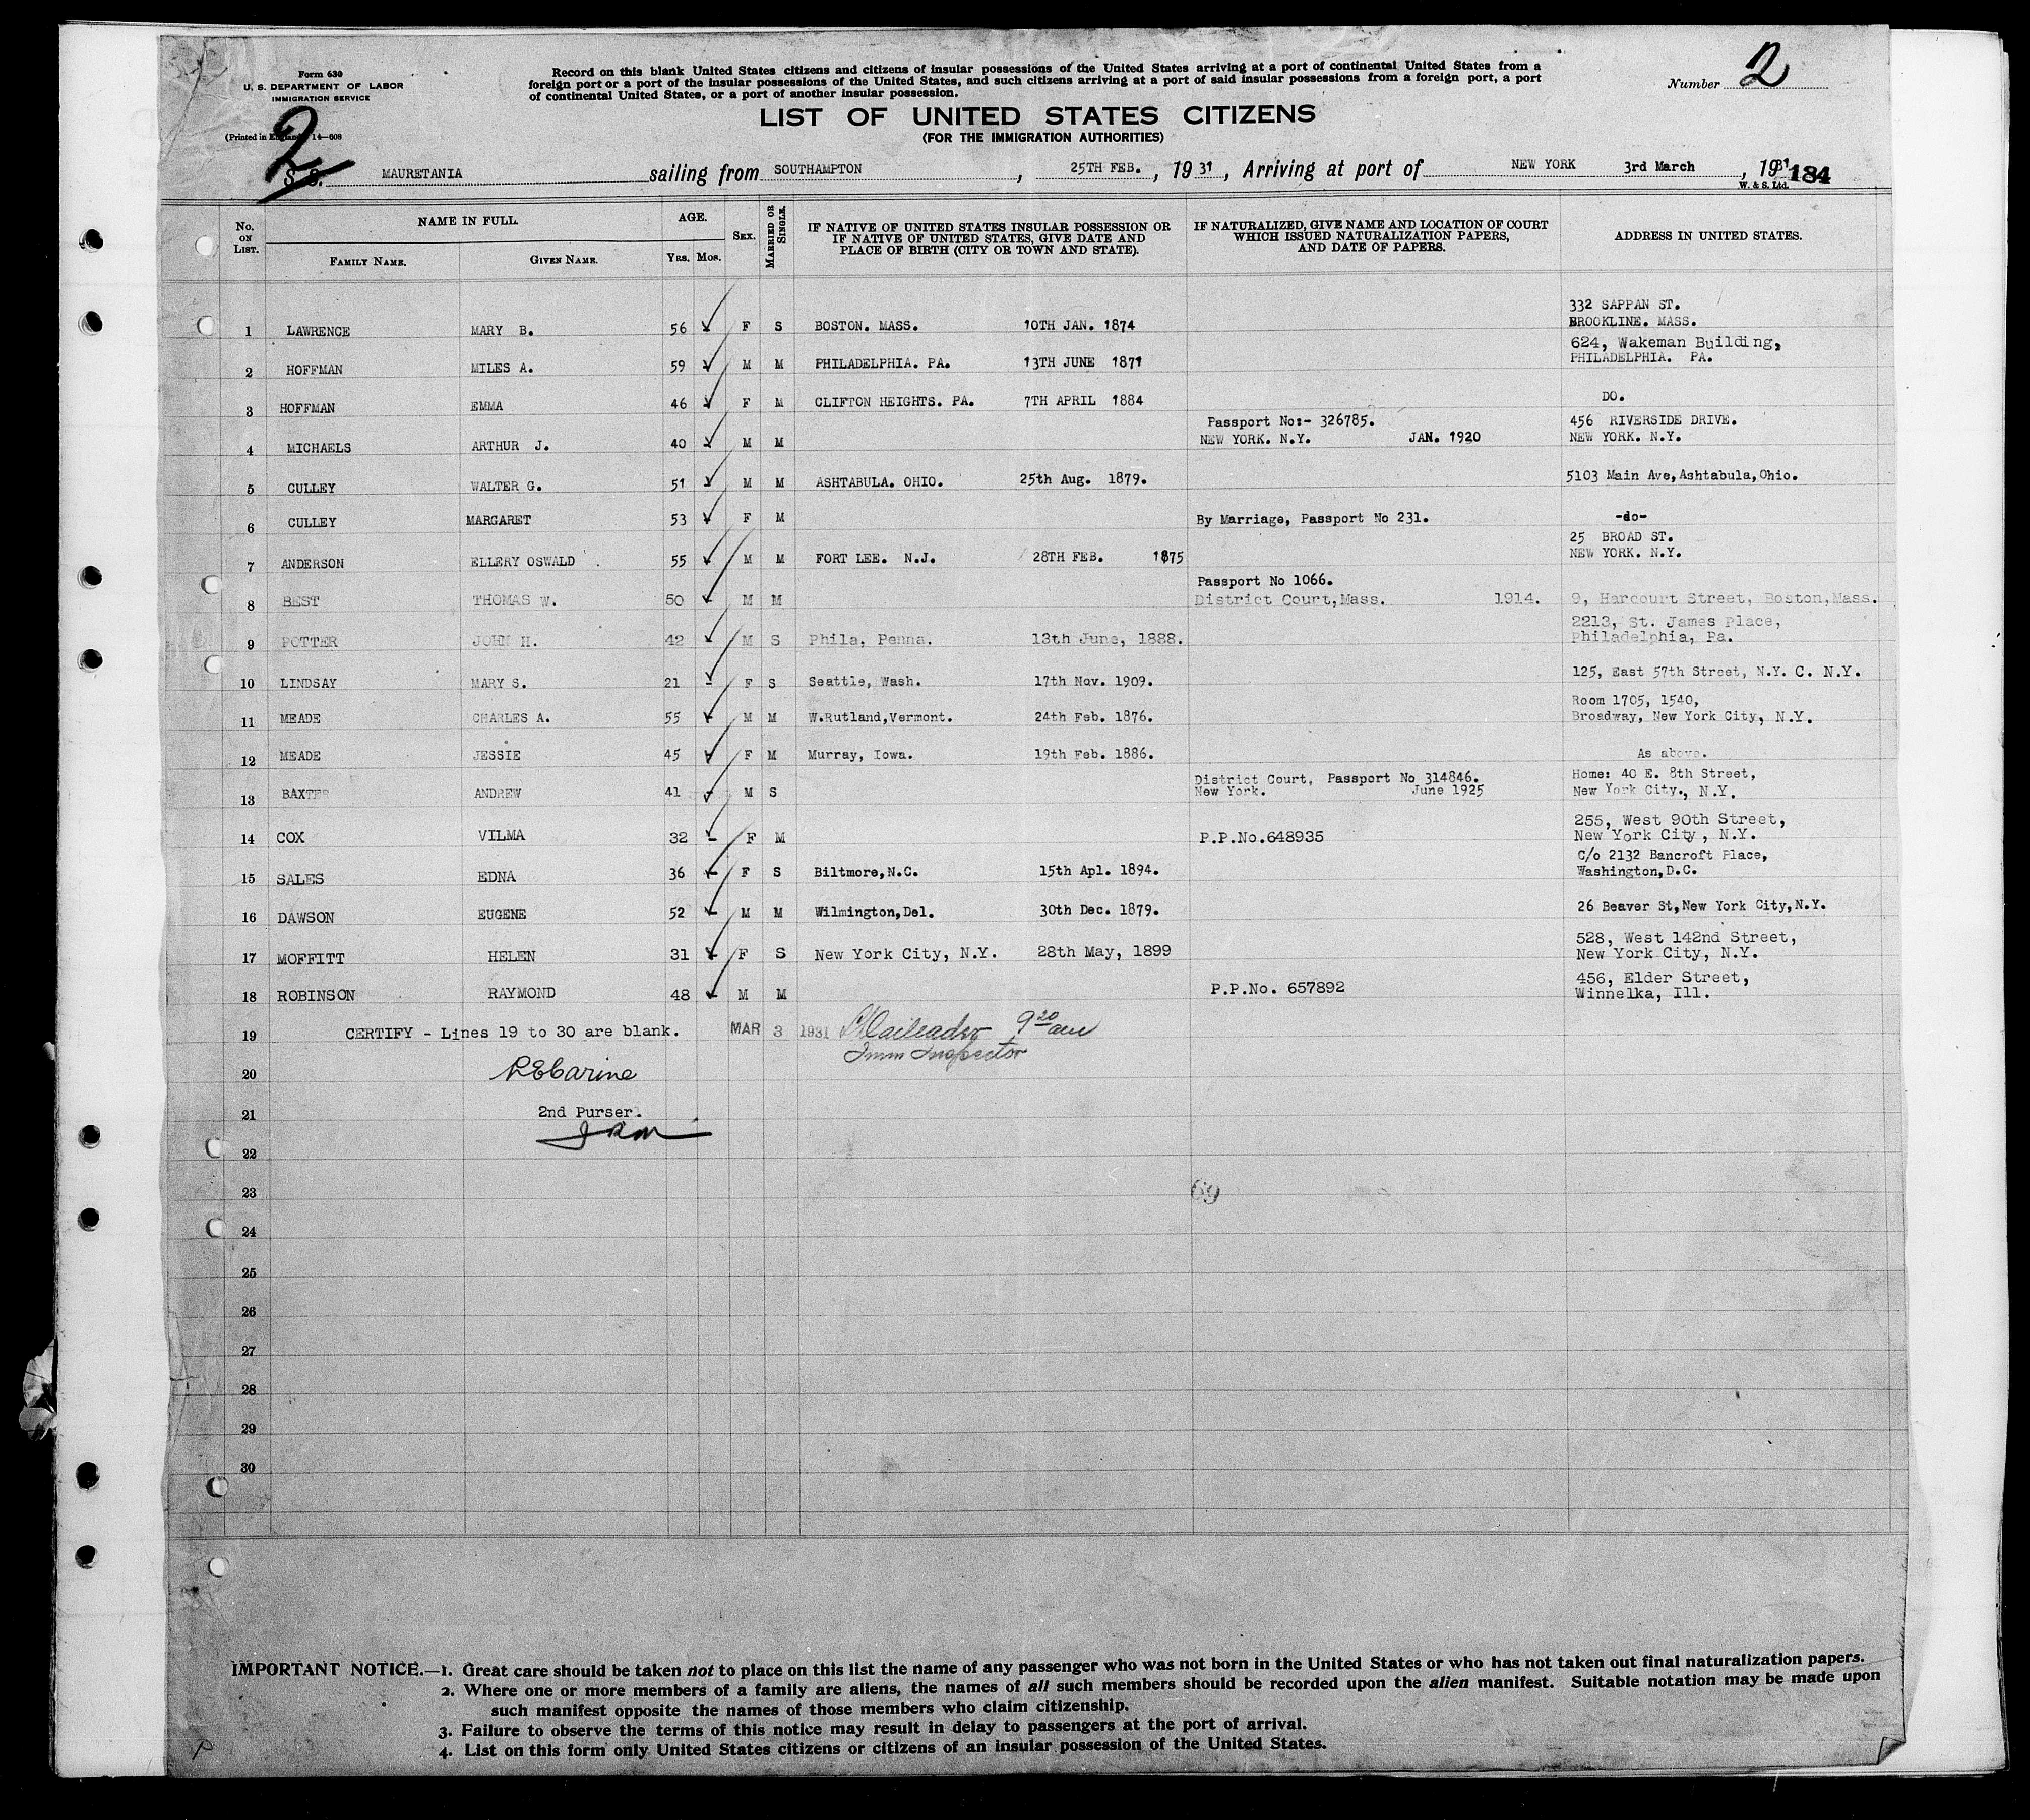 Form 630
U. S. DEPARTMENT OF LABOR
IMMIGRATION SERVICE
(Printed in England) 14—608
Record on this blank United States citizens and citizens of insular possessions of the United States arriving at a port of continental United States from a
foreign port or a port of the insular possessions of the United States, and such citizens arriving at a port of said insular possessions from a foreign port, a port
of continental United States, or a port of another insular possession.
Number 2
LIST OF UNITED STATES CITIZENS
(FOR THE IMMIGRATION AUTHORITIES)
2
S. S. MAURETANIA sailing from SOUTHAMPTON, 25TH FEB., 1931, Arriving at port of NEW YORK 3rd March, 1931
W. & S. Ltd. 184
No. ON LIST. NAME IN FULL. AGE. SEX. MARRIED OR SINGLE. IF NATIVE OF UNITED STATES INSULAR POSSESSION OR IF NATIVE OF UNITED STATES, GIVE DATE AND PLACE OF BIRTH (CITY OR TOWN AND STATE). IF NATURALIZED, GIVE NAME AND LOCATION OF COURT WHICH ISSUED NATURALIZATION PAPERS, AND DATE OF PAPERS. ADDRESS IN UNITED STATES.
FAMILY NAME. GIVEN NAME. YRS. MOS.
332 SAPPAN ST.
1 LAWRENCE MARY B. 56 F S BOSTON. MASS. 10TH JAN. 1874 BROOKLINE. MASS.
624, Wakeman Building,
2 HOFFMAN MILES A. 59 M M PHILADELPHIA. PA. 13TH JUNE 1871 PHILADELPHIA. PA.
3 HOFFMAN EMMA 46 F M CLIFTON HEIGHTS. PA. 7TH APRIL 1884 DO.
Passport No:- 326785. 456 RIVERSIDE DRIVE.
4 MICHAELS ARTHUR J. 40 M M NEW YORK. N.Y. JAN. 1920 NEW YORK. N.Y.
5 CULLEY WALTER G. 51 M M ASHTABULA. OHIO. 25th Aug. 1879. 5103 Main Ave,Ashtabula,Ohio.
6 CULLEY MARGARET 53 F M By Marriage, Passport No 231. -do-
25 BROAD ST.
7 ANDERSON ELLERY OSWALD 55 M M FORT LEE. N.J. 28TH FEB. 1875 NEW YORK. N.Y.
Passport No 1066.
8 BEST THOMAS W. 50 M M District Court,Mass. 1914. 9, Harcourt Street, Boston,Mass.
2213, St. James Place,
9 POTTER JOHN H. 42 M S Phila, Penna. 13th June, 1888. Philadelphia, Pa.
10 LINDSAY MARY S. 21 - F S Seattle, Wash. 17th Nov. 1909. 125, East 57th Street, N.Y. C. N.Y.
Room 1705, 1540,
11 MEADE CHARLES A. 55 M M W.Rutland,Vermont. 24th Feb. 1876. Broadway, New York City, N.Y.
12 MEADE JESSIE 45 F M Murray, Iowa. 19th Feb. 1886. As above.
District Court, Passport No 314846. Home: 40 E. 8th Street,
13 BAXTER ANDREW 41 - M S New York. June 1925 New York City., N.Y.
255, West 90th Street,
14 COX VILMA 32 - F M P.P.No.648935 New York City, N.Y.
C/o 2132 Bancroft Place,
15 SALES EDNA 36 - F S Biltmore,N.C. 15th Apl. 1894. Washington,D.C.
16 DAWSON EUGENE 52 - M M Wilmington,Del. 30th Dec. 1879. 26 Beaver St,New York City,N.Y.
528, West 142nd Street,
17 MOFFITT HELEN 31 - F S New York City, N.Y. 28th May, 1899 New York City, N.Y.
456, Elder Street,
18 ROBINSON RAYMOND 48 - M M P.P.No. 657892 Winnelka, Ill.
19 CERTIFY - Lines 19 to 30 are blank. MAR 3 1931 9 20 am
Imm Inspector
20
21 2nd Purser.
22
23 69
24
25
26
27
28
29
30
IMPORTANT NOTICE.—1. Great care should be taken not to place on this list the name of any passenger who was not born in the United States or who has not taken out final naturalization papers.
2. Where one or more members of a family are aliens, the names of all such members should be recorded upon the alien manifest. Suitable notation may be made upon
such manifest opposite the names of those members who claim citizenship.
3. Failure to observe the terms of this notice may result in delay to passengers at the port of arrival.
4. List on this form only United States citizens or citizens of an insular possession of the United States.